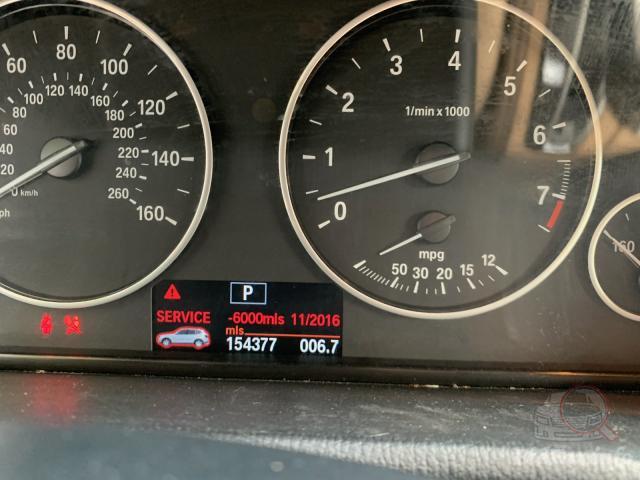 60 80 100 120 140 160
20 60 80 100 120 140 160 180 200 220 240 260
0 km/h
ph
0 1 2 3 4 5 6 7
1/min x 1000
mpg
50 30 20 15 12
160
P
SERVICE -6000mls 11/2016
mls
154377 006.7